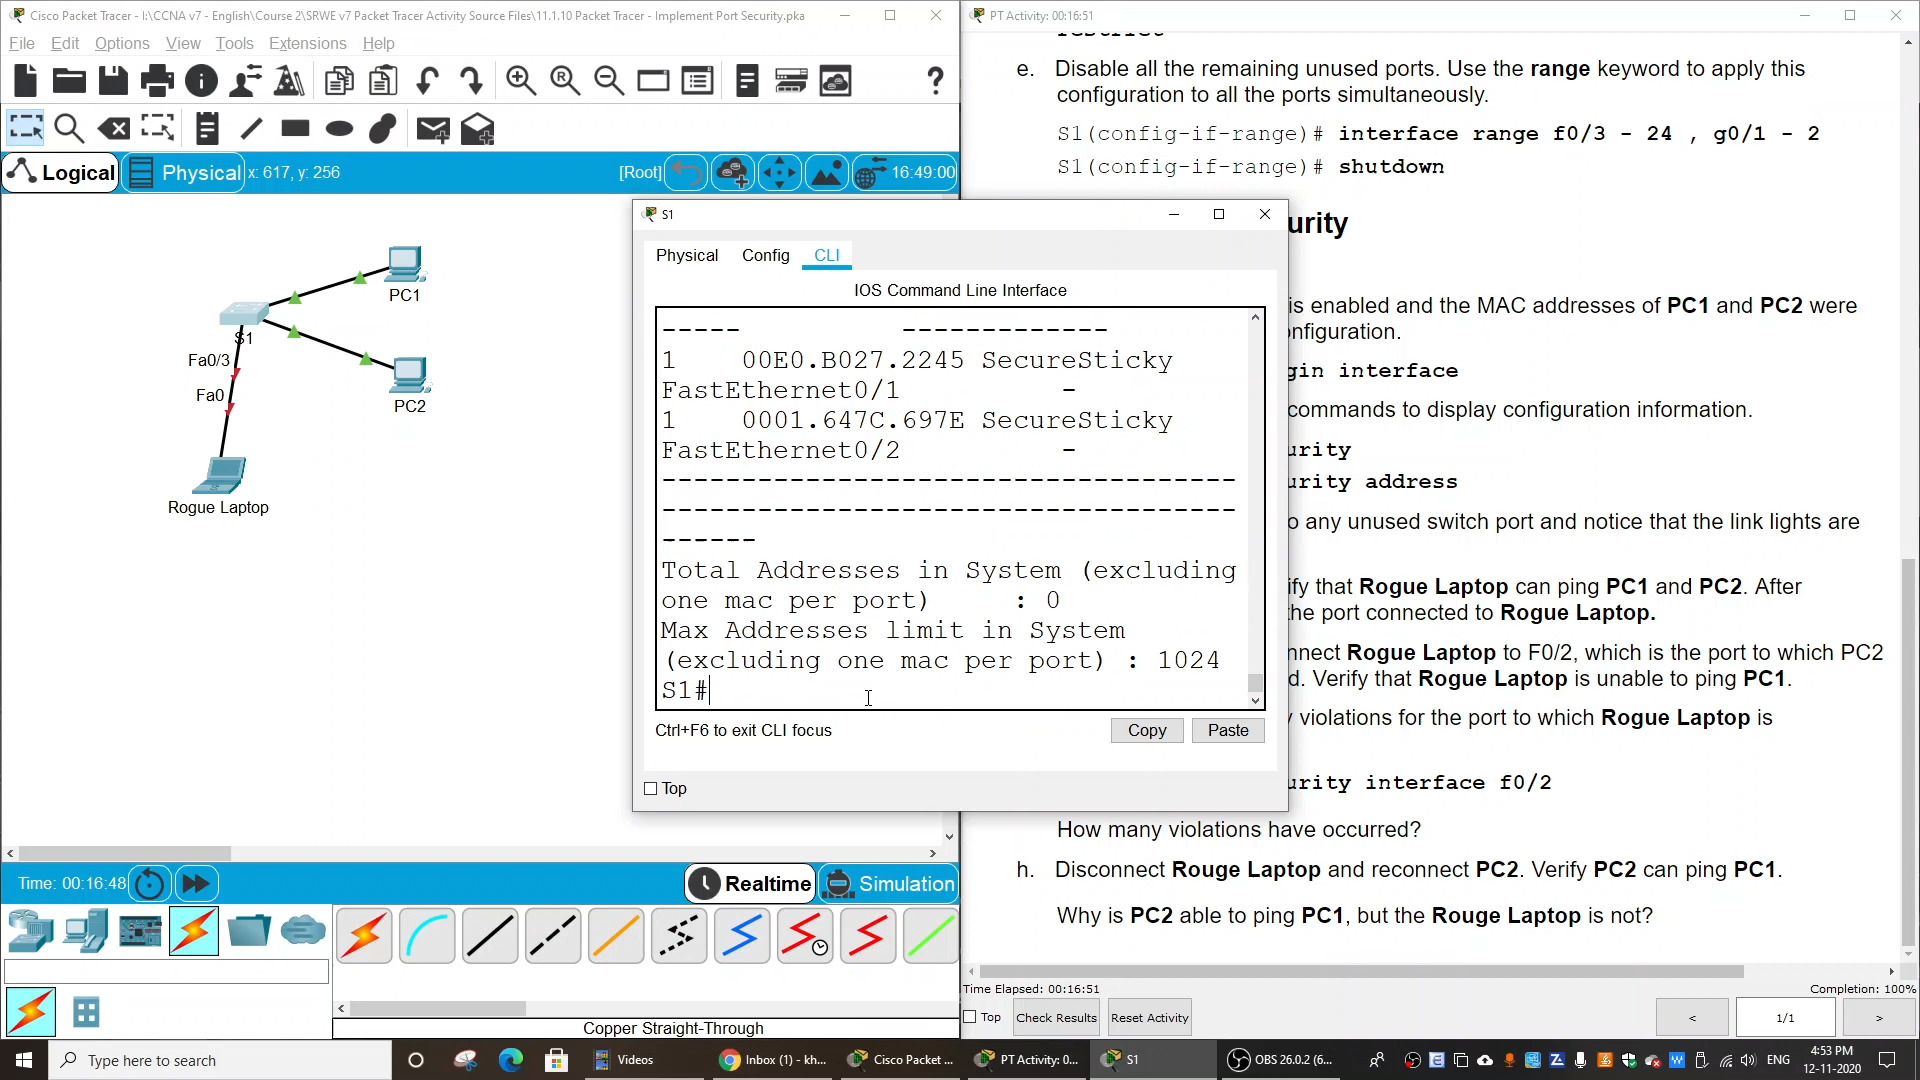 Cisco Packet Tracer - I:\CCNA v7 - English\Course 2\SRWE v7 Packet Tracer Activity Source Files\11.1.10 Packet Tracer - Implement Port Security.pka
File Edit Options View Tools Extensions Help
Logical Physical x: 617, y: 256 [Root] 16:49:00
PC1
S1
Fa0/3
Fa0
PC2
Rogue Laptop
Time: 00:16:48 Realtime Simulation
Copper Straight-Through
S1
Physical Config CLI
IOS Command Line Interface
----- -------------
1 00E0.B027.2245 SecureSticky
FastEthernet0/1 -
1 0001.647C.697E SecureSticky
FastEthernet0/2 -
------------------------------------
------------------------------------
------
Total Addresses in System (excluding
one mac per port) : 0
Max Addresses limit in System
(excluding one mac per port) : 1024
S1#
Ctrl+F6 to exit CLI focus
Copy Paste
Top
PT Activity: 00:16:51
e. Disable all the remaining unused ports. Use the range keyword to apply this
configuration to all the ports simultaneously.
S1(config-if-range)# interface range f0/3 - 24 , g0/1 - 2
S1(config-if-range)# shutdown
urity
is enabled and the MAC addresses of PC1 and PC2 were
nfiguration.
gin interface
commands to display configuration information.
urity
urity address
o any unused switch port and notice that the link lights are
ify that Rogue Laptop can ping PC1 and PC2. After
the port connected to Rogue Laptop.
nnect Rogue Laptop to F0/2, which is the port to which PC2
d. Verify that Rogue Laptop is unable to ping PC1.
violations for the port to which Rogue Laptop is
urity interface f0/2
How many violations have occurred?
h. Disconnect Rouge Laptop and reconnect PC2. Verify PC2 can ping PC1.
Why is PC2 able to ping PC1, but the Rouge Laptop is not?
Time Elapsed: 00:16:51 Completion: 100%
Top Check Results Reset Activity < 1/1 >
Type here to search Videos Inbox (1) - kh... Cisco Packet ... PT Activity: 0... S1 OBS 26.0.2 (6... ENG 4:53 PM
12-11-2020